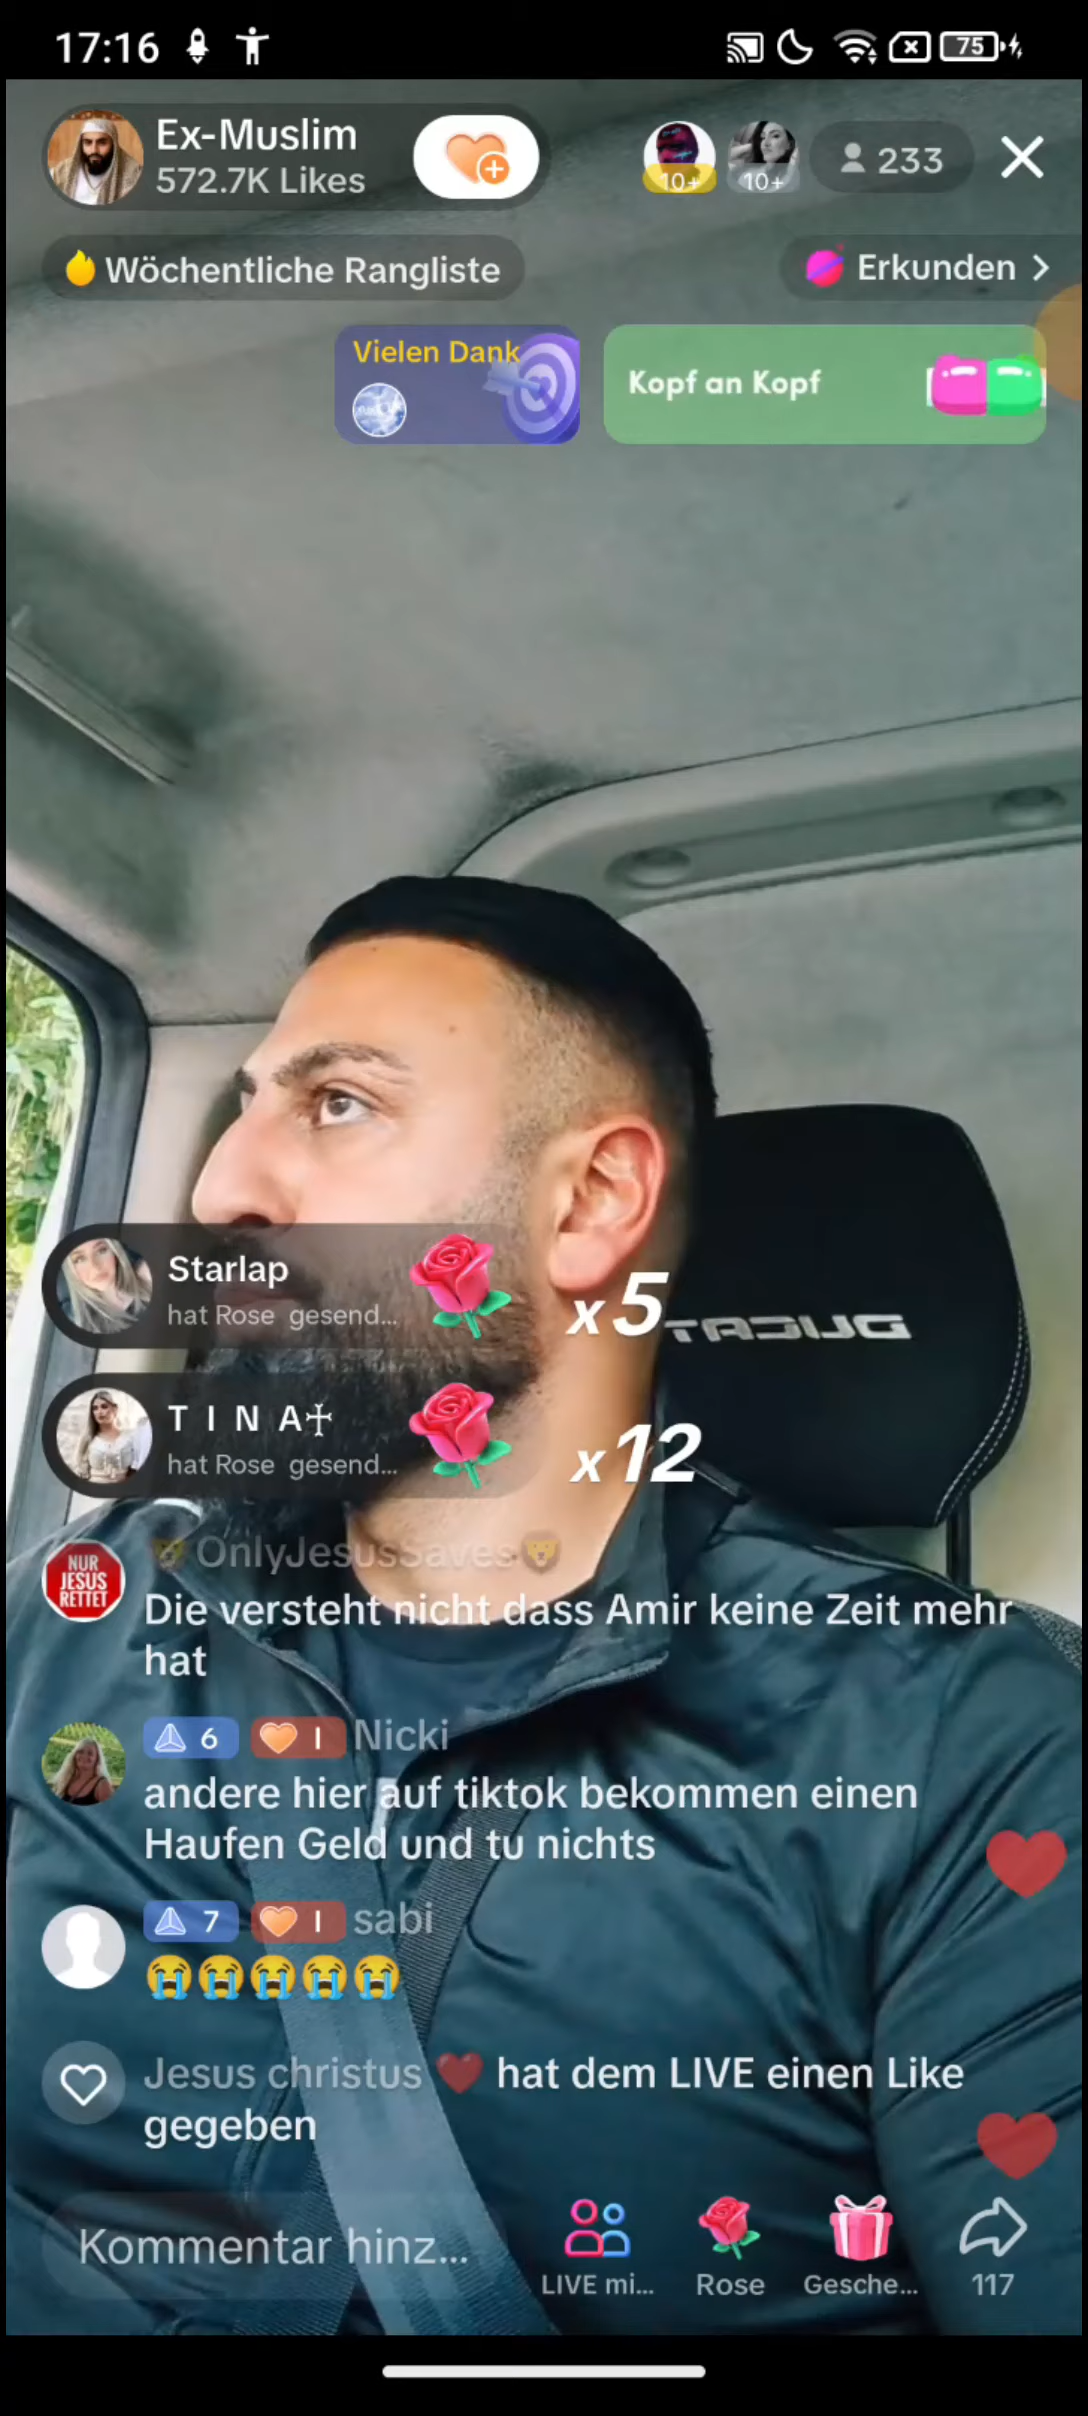 17:16
75
Ex-Muslim
572.7K Likes
10+
10+
233
Wöchentliche Rangliste
Erkunden >
Vielen Dank
Kopf an Kopf
Starlap
hat Rose gesend...
x5
TADUG
T I N A
hat Rose gesend...
x12
NUR
JESUS
RETTET
OnlyJesusSaves
Die versteht nicht dass Amir keine Zeit mehr
hat
6 I Nicki
andere hier auf tiktok bekommen einen
Haufen Geld und tu nichts
7 I sabi
😭😭😭😭😭
Jesus christus ❤️ hat dem LIVE einen Like
gegeben
Kommentar hinz...
LIVE mi...
Rose
Gesche...
117